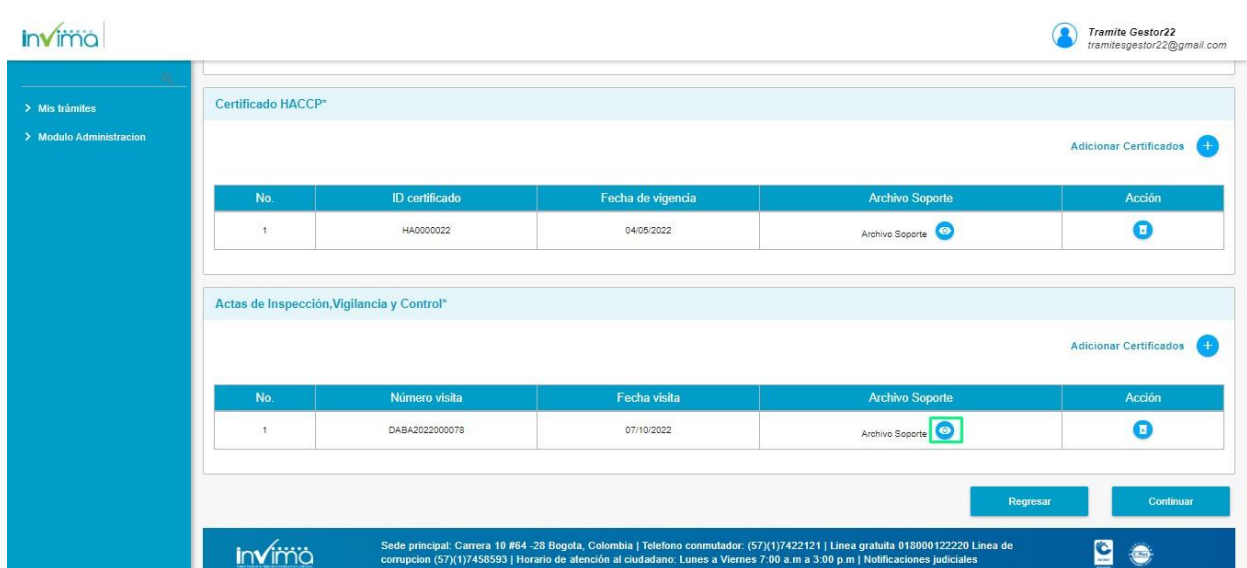 invima
Tramite Gestor22
tramitesgestor22@gmail.com
Mis trámites
Modulo Administracion
Certificado HACCP*
Adicionar Certificados
No. ID certificado Fecha de vigencia Archivo Soporte Acción
1 HA0000022 04/05/2022 Archivo Soporte
Actas de Inspección,Vigilancia y Control*
Adicionar Certificados
No. Número visita Fecha visita Archivo Soporte Acción
1 DABA2022000078 07/10/2022 Archivo Soporte
Regresar Continuar
invima
Sede principal: Carrera 10 #64 -28 Bogota, Colombia | Telefono conmutador: (57)(1)7422121 | Linea gratuita 018000122220 Linea de
corrupcion (57)(1)7458593 | Horario de atención al ciudadano: Lunes a Viernes 7:00 a.m a 3:00 p.m | Notificaciones judiciales